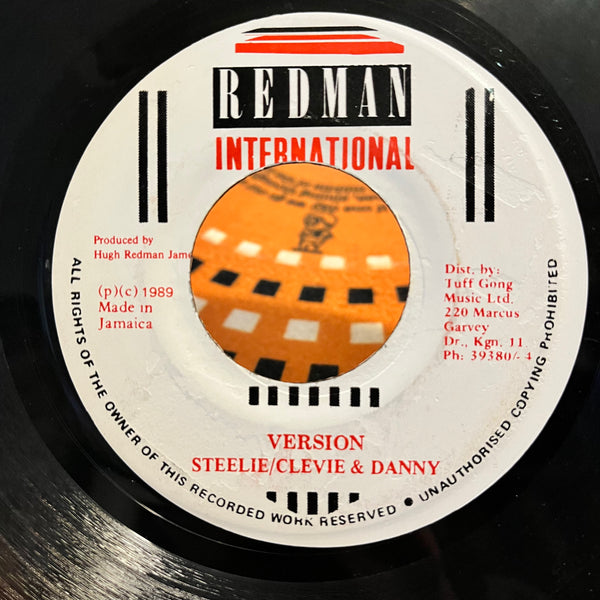 REDMAN
INTERNATIONAL
Produced by
Hugh Redman Jame
(p)(c) 1989
Made in
Jamaica
Dist. by:
Tuff Gong
Music Ltd.
220 Marcus
Garvey
Dr., Kgn. 11
Ph: 39380/-4
VERSION
STEELIE/CLEVIE & DANNY
ALL RIGHTS OF THE OWNER OF THIS RECORDED WORK RESERVED ● UNAUTHORISED COPYING PROHIBITED